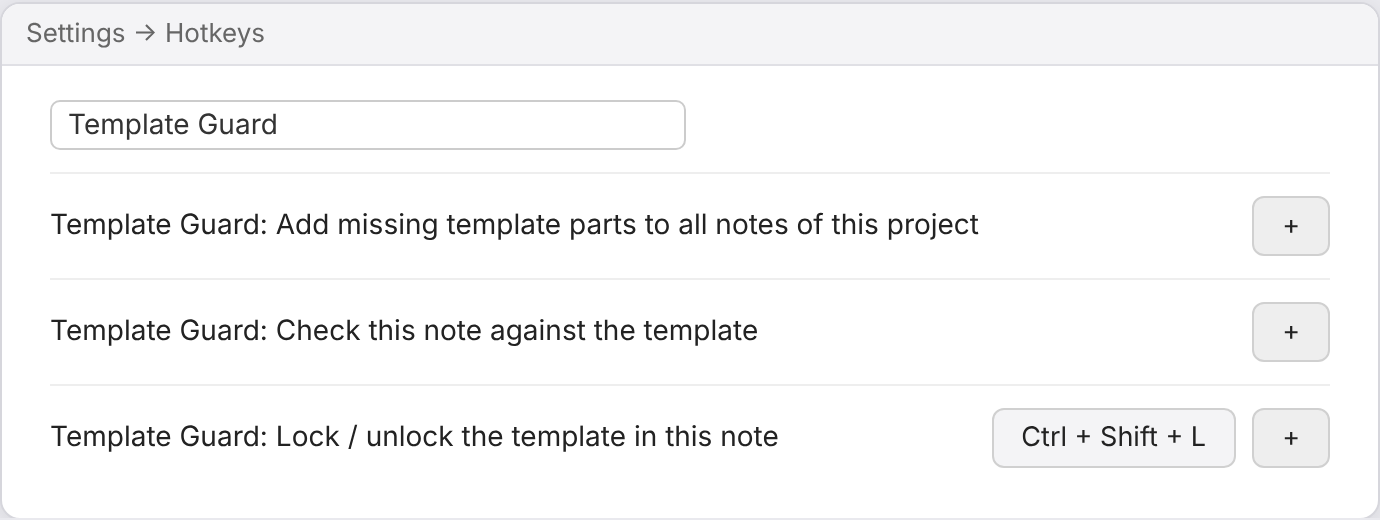 Settings → Hotkeys
Template Guard
Template Guard: Add missing template parts to all notes of this project
+
Template Guard: Check this note against the template
+
Template Guard: Lock / unlock the template in this note
Ctrl + Shift + L
+